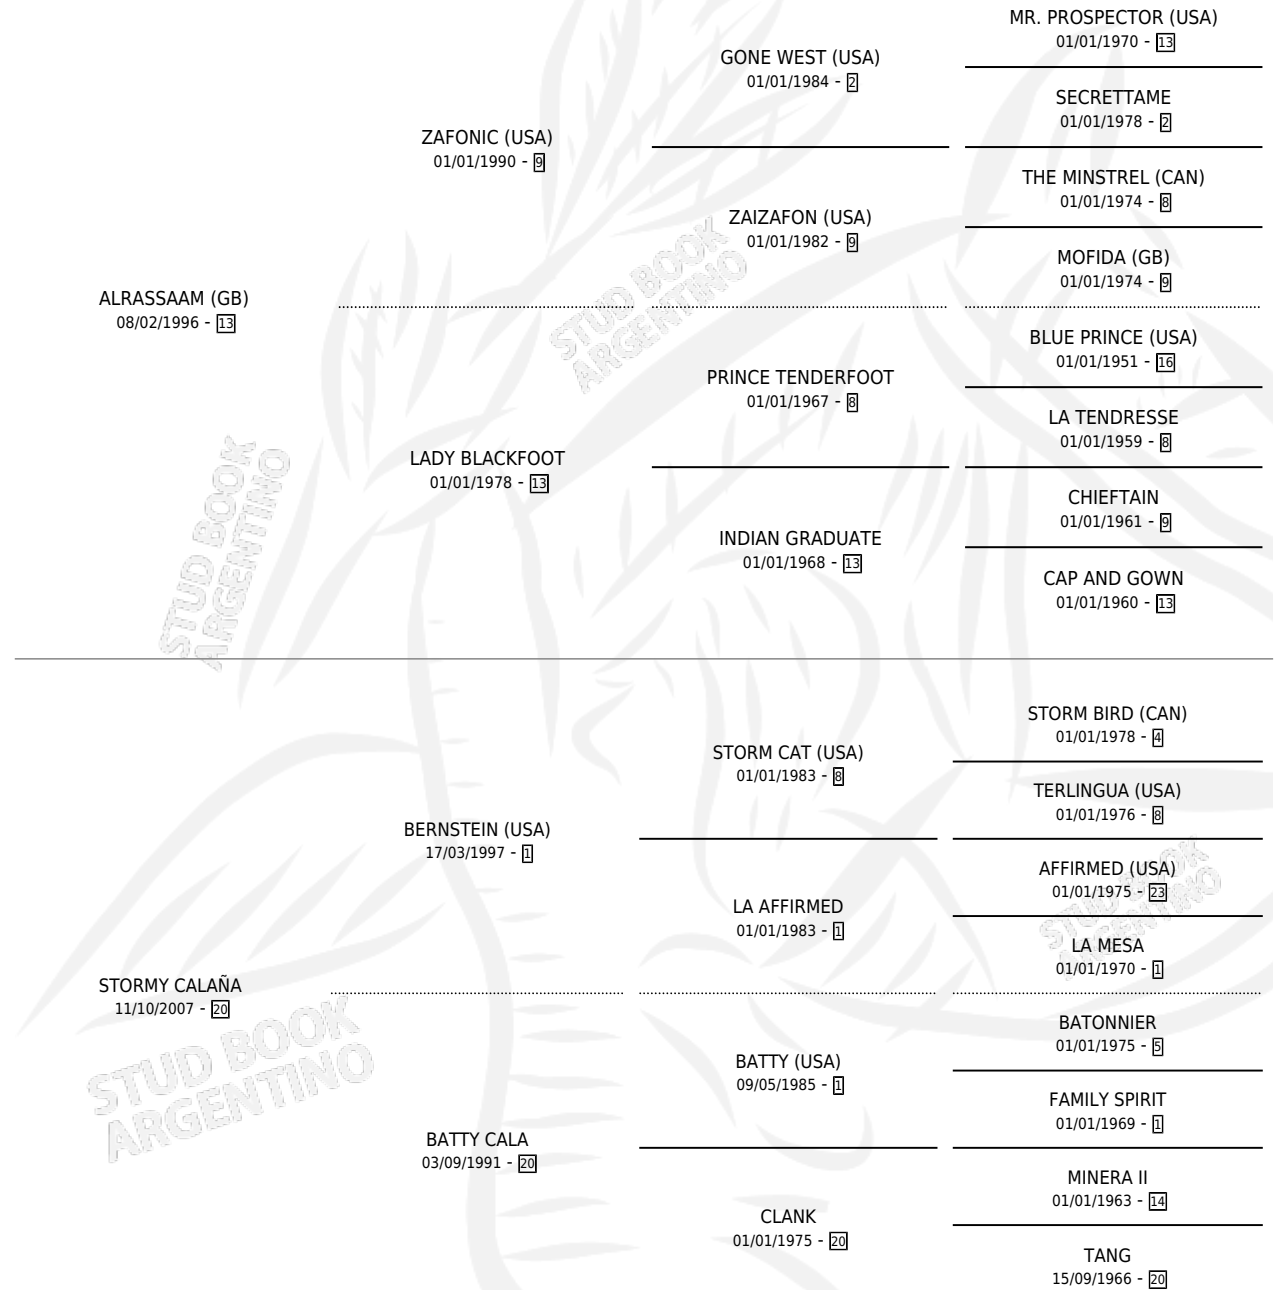 MR. PROSPECTOR (USA)
01/01/1970 - 13
GONE WEST (USA)
01/01/1984 - 2
SECRETTAME
01/01/1978 - 2
ZAFONIC (USA)
01/01/1990 - 9
THE MINSTREL (CAN)
01/01/1974 - 8
ZAIZAFON (USA)
01/01/1982 - 9
MOFIDA (GB)
01/01/1974 - 9
ALRASSAAM (GB)
08/02/1996 - 13
STUD BOOK
ARGENTINO
BLUE PRINCE (USA)
01/01/1951 - 16
PRINCE TENDERFOOT
01/01/1967 - 8
LA TENDRESSE
01/01/1959 - 8
LADY BLACKFOOT
01/01/1978 - 13
CHIEFTAIN
01/01/1961 - 9
INDIAN GRADUATE
01/01/1968 - 13
CAP AND GOWN
01/01/1960 - 13
STUD BOOK
ARGENTINO
STORM BIRD (CAN)
01/01/1978 - 4
STORM CAT (USA)
01/01/1983 - 8
TERLINGUA (USA)
01/01/1976 - 8
BERNSTEIN (USA)
17/03/1997 - 1
AFFIRMED (USA)
01/01/1975 - 23
LA AFFIRMED
01/01/1983 - 1
STUD BOOK
ARGENTINO
LA MESA
01/01/1970 - 1
STORMY CALAÑA
11/10/2007 - 20
BATONNIER
01/01/1975 - 5
BATTY (USA)
09/05/1985 - 1
FAMILY SPIRIT
01/01/1969 - 1
STUD BOOK
ARGENTINO
BATTY CALA
03/09/1991 - 20
MINERA II
01/01/1963 - 14
CLANK
01/01/1975 - 20
TANG
15/09/1966 - 20